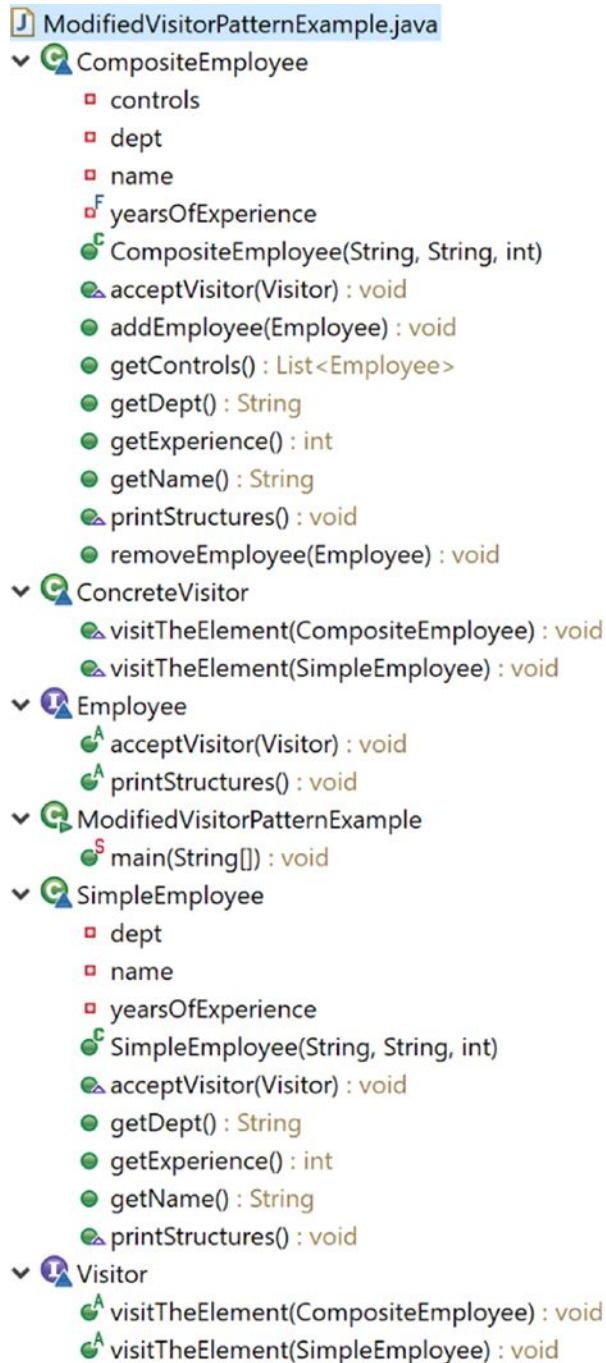 ModifiedVisitorPatternExample.java
CompositeEmployee
controls
dept
name
yearsOfExperience
CompositeEmployee(String, String, int)
acceptVisitor(Visitor) : void
addEmployee(Employee) : void
getControls() : List<Employee>
getDept() : String
getExperience() : int
getName() : String
printStructures() : void
removeEmployee(Employee) : void
ConcreteVisitor
visitTheElement(CompositeEmployee) : void
visitTheElement(SimpleEmployee) : void
Employee
acceptVisitor(Visitor) : void
printStructures() : void
ModifiedVisitorPatternExample
main(String[]) : void
SimpleEmployee
dept
name
yearsOfExperience
SimpleEmployee(String, String, int)
acceptVisitor(Visitor) : void
getDept() : String
getExperience() : int
getName() : String
printStructures() : void
Visitor
visitTheElement(CompositeEmployee) : void
visitTheElement(SimpleEmployee) : void